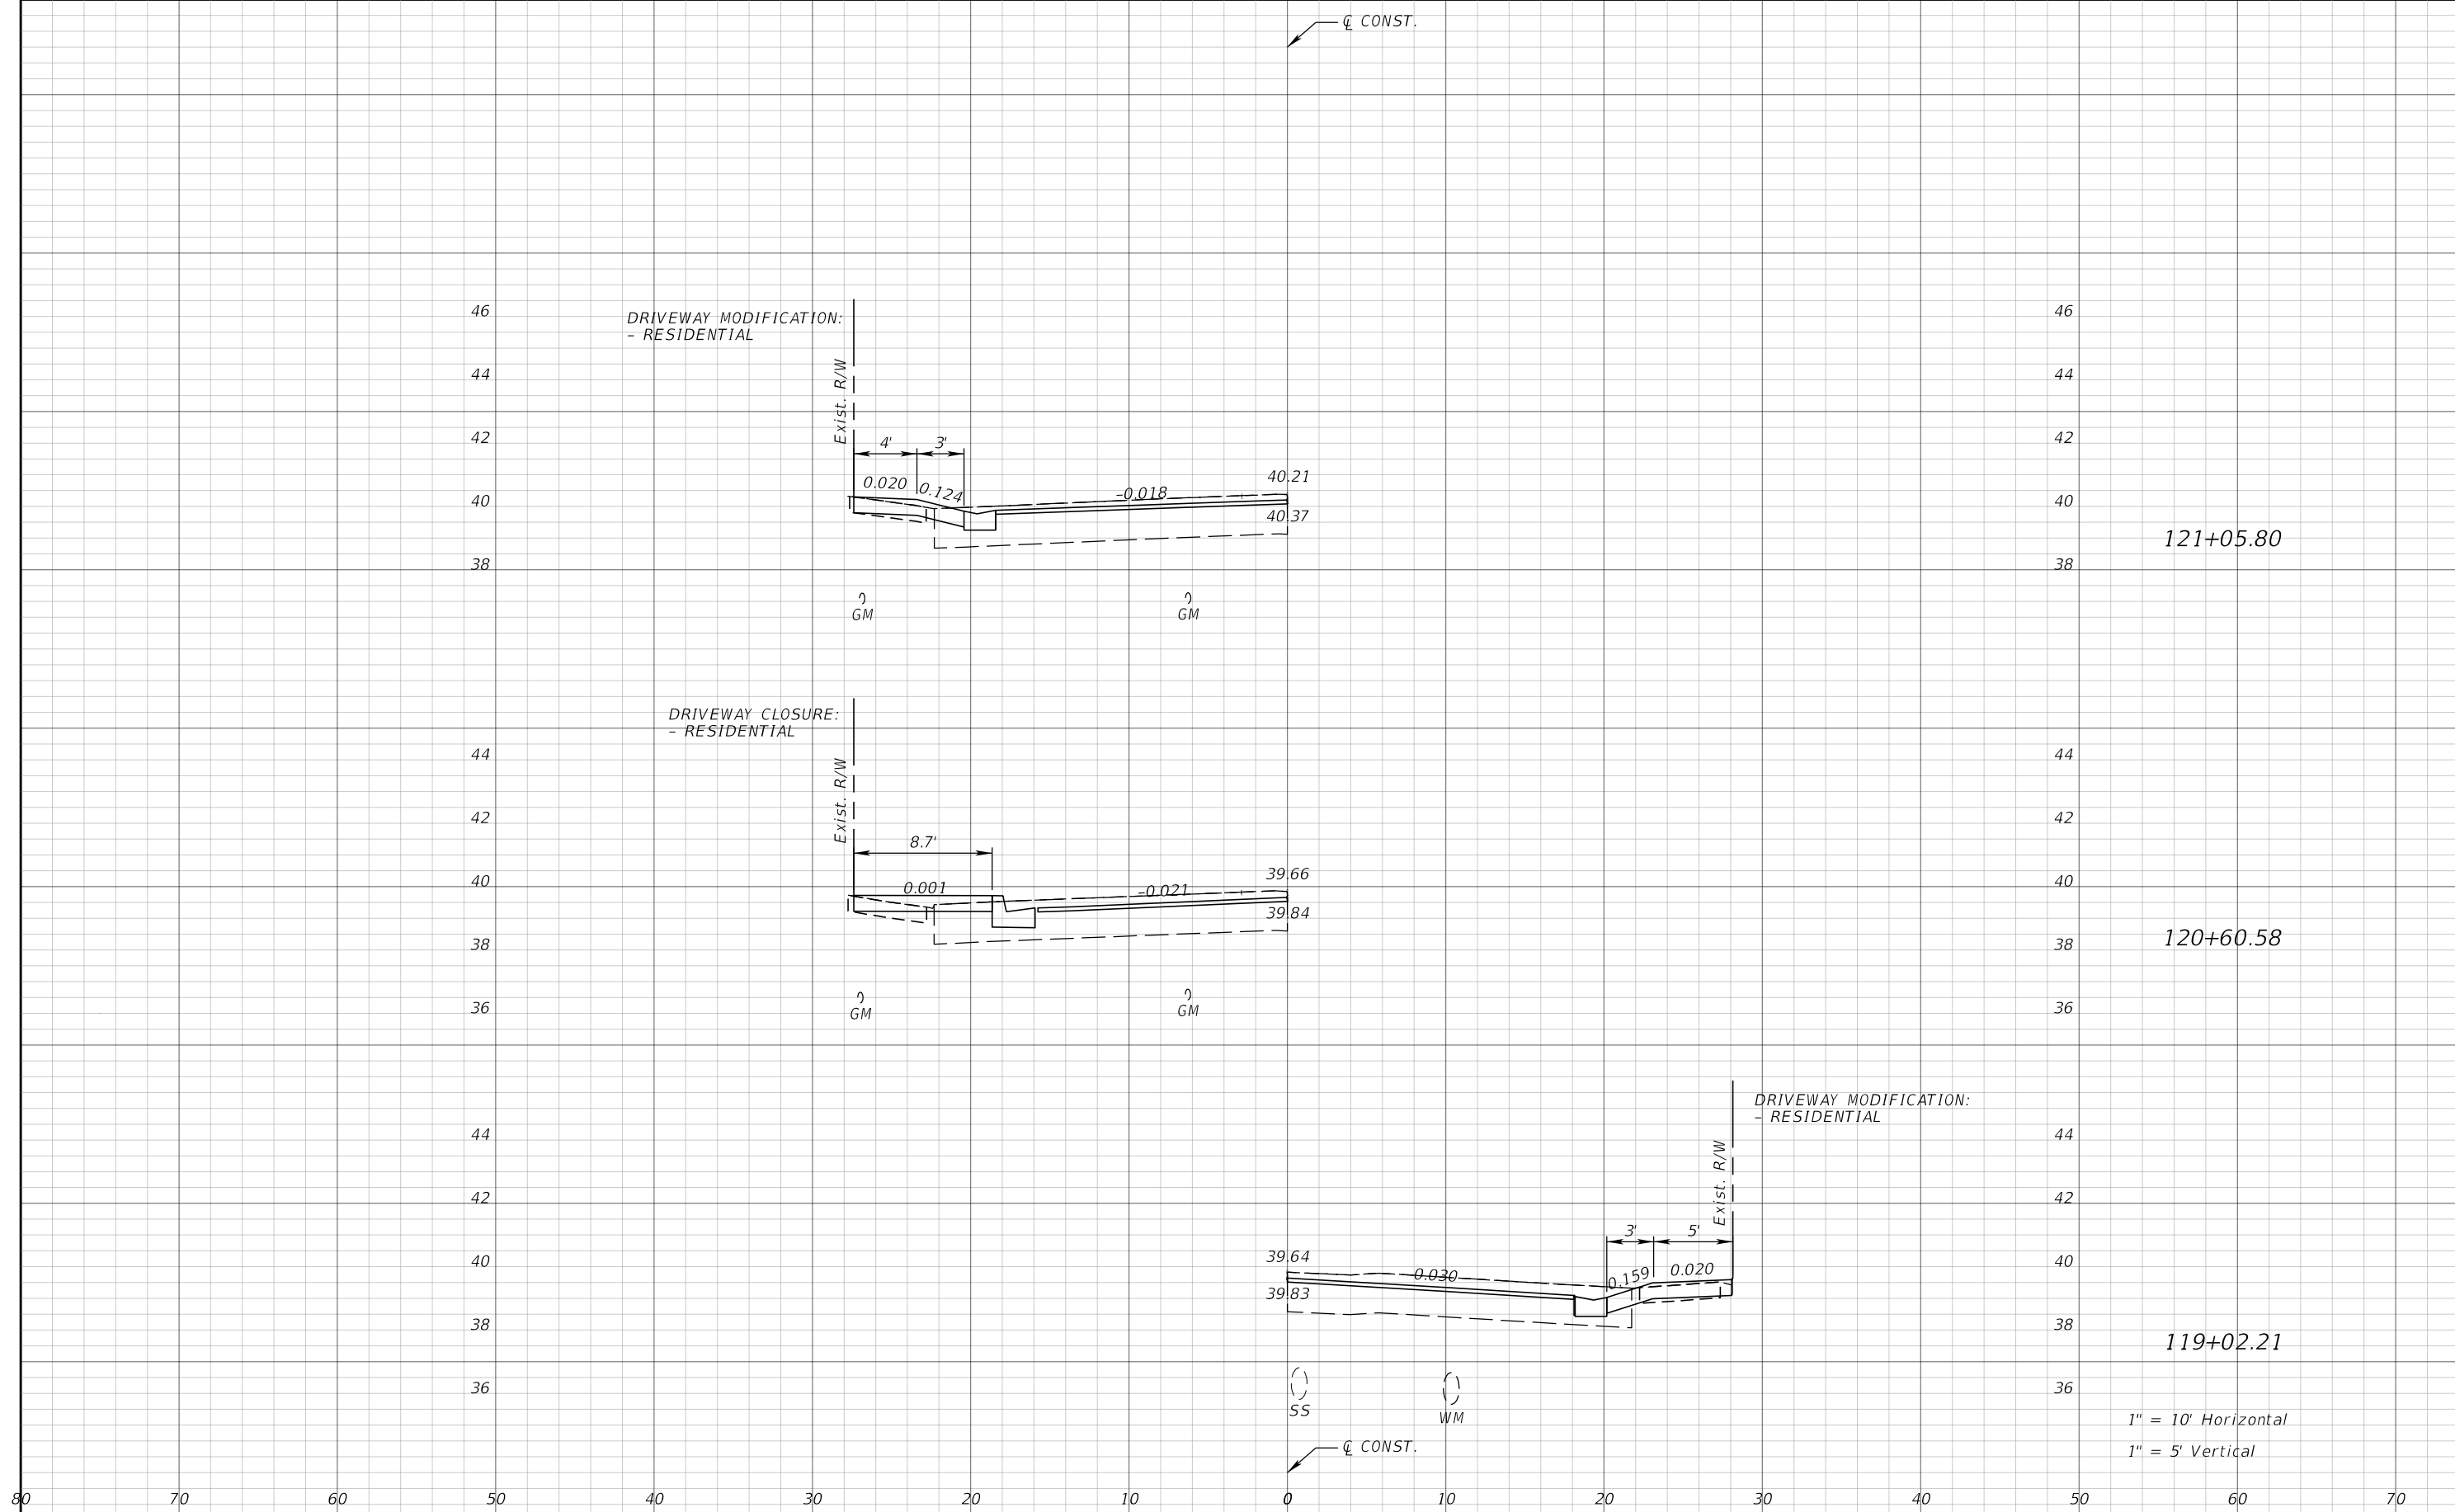 ℄ CONST.
46
46
DRIVEWAY MODIFICATION:
– RESIDENTIAL
Exist. R/W
44
44
42
42
4'
3'
0.020
0.124
–0.018
40.21
40
40
40.37
121+05.80
38
38
GM
GM
DRIVEWAY CLOSURE:
– RESIDENTIAL
Exist. R/W
44
44
42
42
8.7'
0.001
–0.021
39.66
40
40
39.84
120+60.58
38
38
GM
GM
36
36
DRIVEWAY MODIFICATION:
– RESIDENTIAL
Exist. R/W
44
44
42
42
3'
5'
39.64
0.030
0.159
0.020
40
40
39.83
38
38
119+02.21
36
36
SS
WM
1" = 10' Horizontal
℄ CONST.
1" = 5' Vertical
80 70 60 50 40 30 20 10 0 10 20 30 40 50 60 70